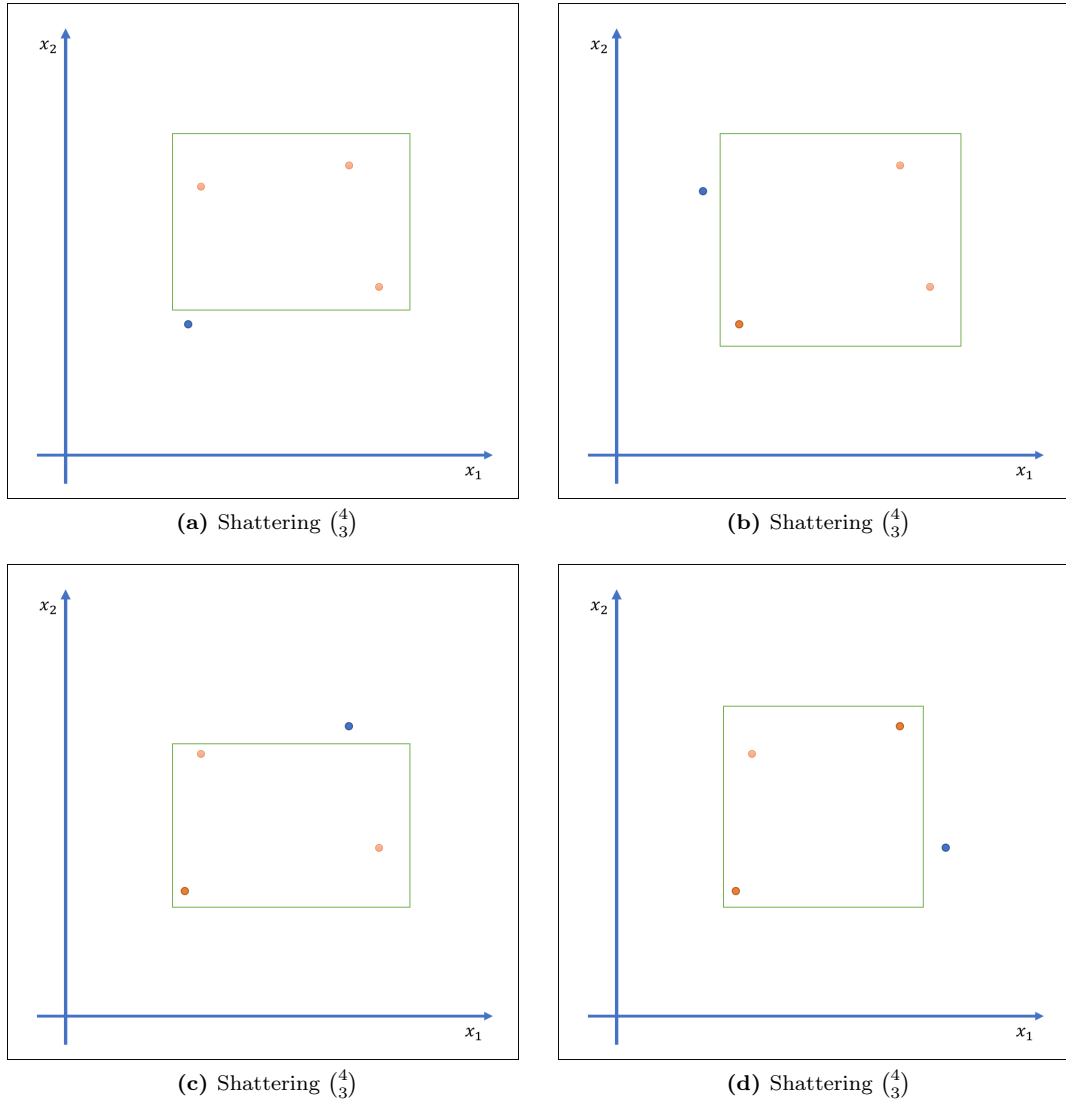 x₂
x₂
x₁
x₁
(a) Shattering (4 3)
(b) Shattering (4 3)
x₂
x₂
x₁
x₁
(c) Shattering (4 3)
(d) Shattering (4 3)